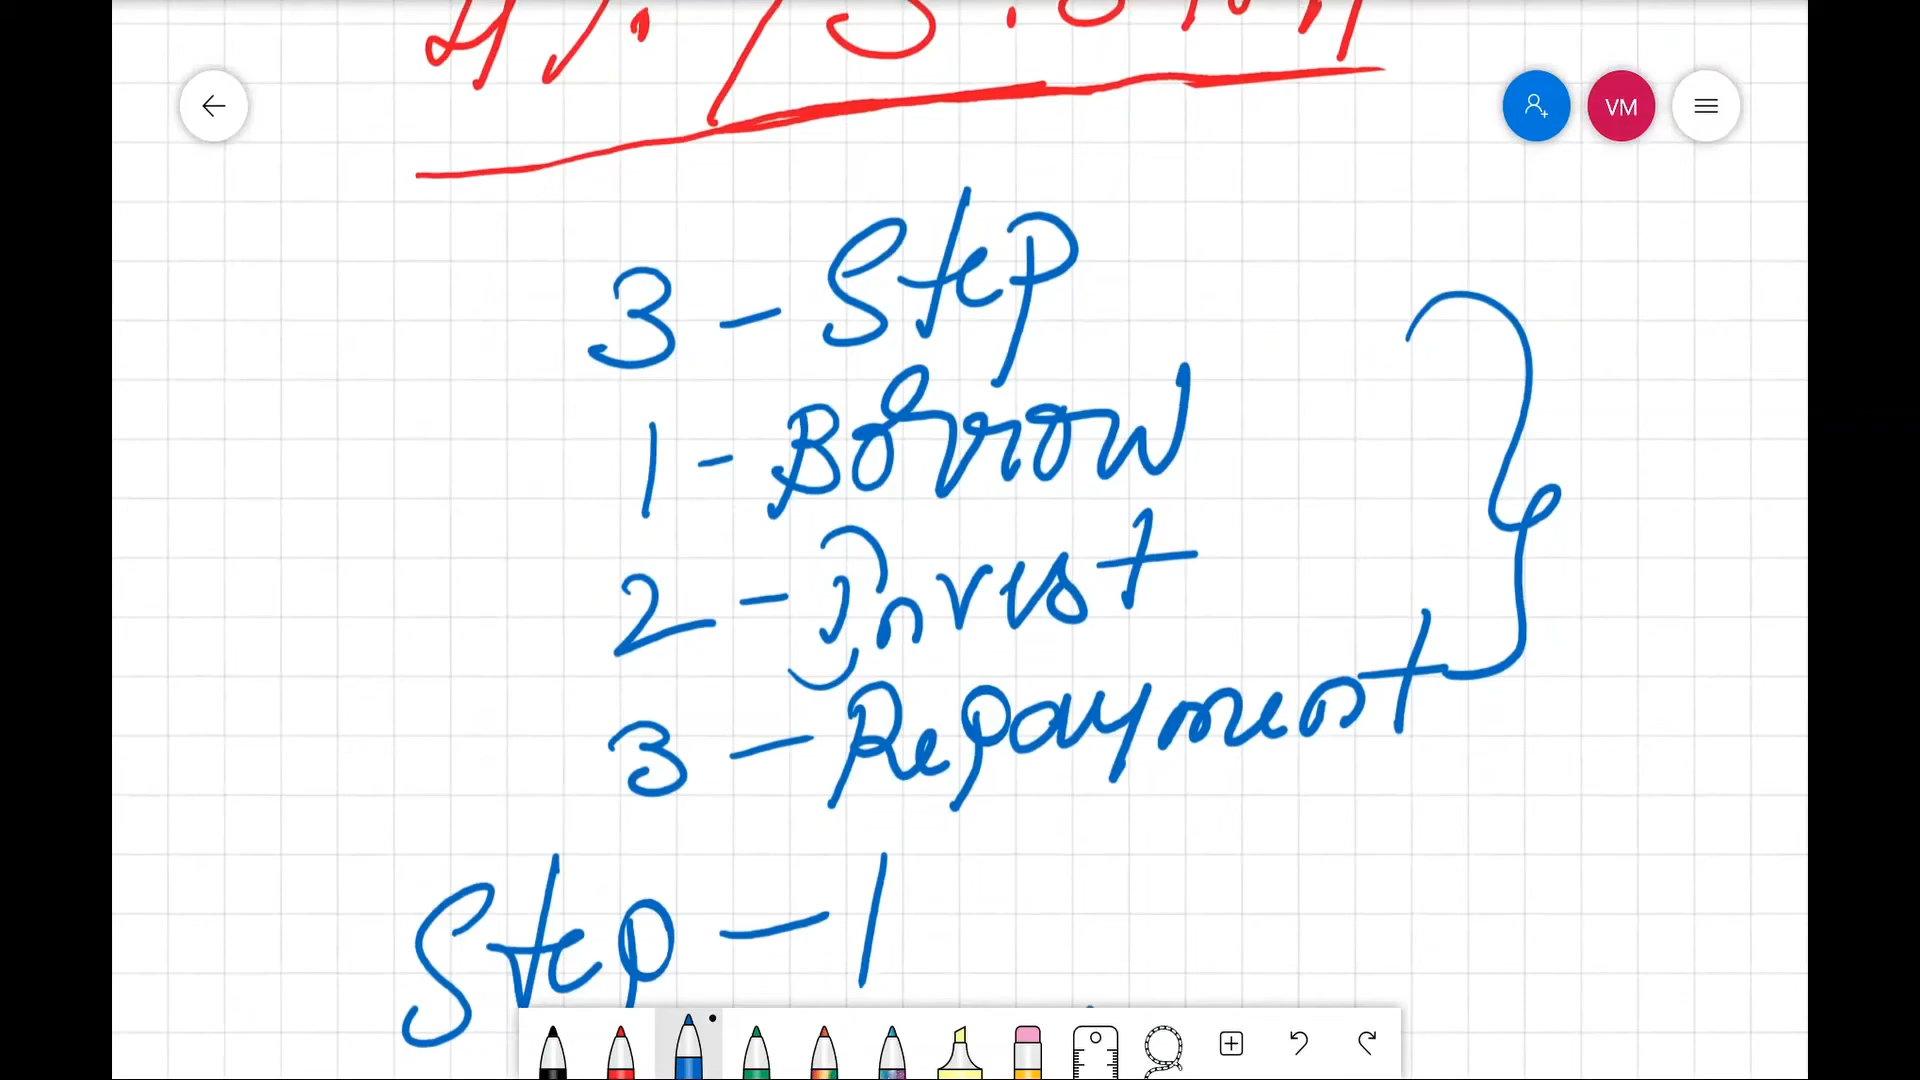 VM
3 - Step
1 - Borrow
2 - Invest
3 - Repayment
Step - 1